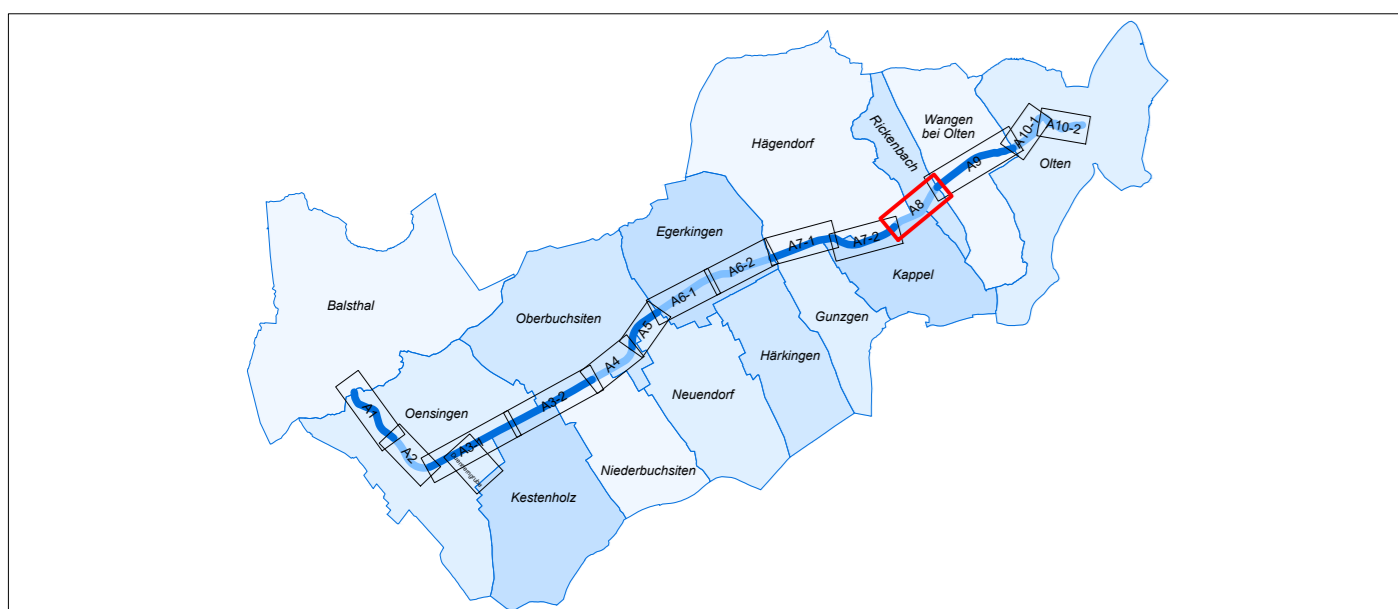 Hägendorf
Rickenbach
Wangen
bei Olten
A10-1
A10-2
Olten
A9
A8
Egerkingen
A7-1
A7-2
Kappel
A6-2
A6-1
Balsthal
Oberbuchsiten
Gunzgen
A5
Härkingen
A4
Neuendorf
A3-2
Oensingen
A1
A2
A3-1
Niederbuchsiten
Kestenholz